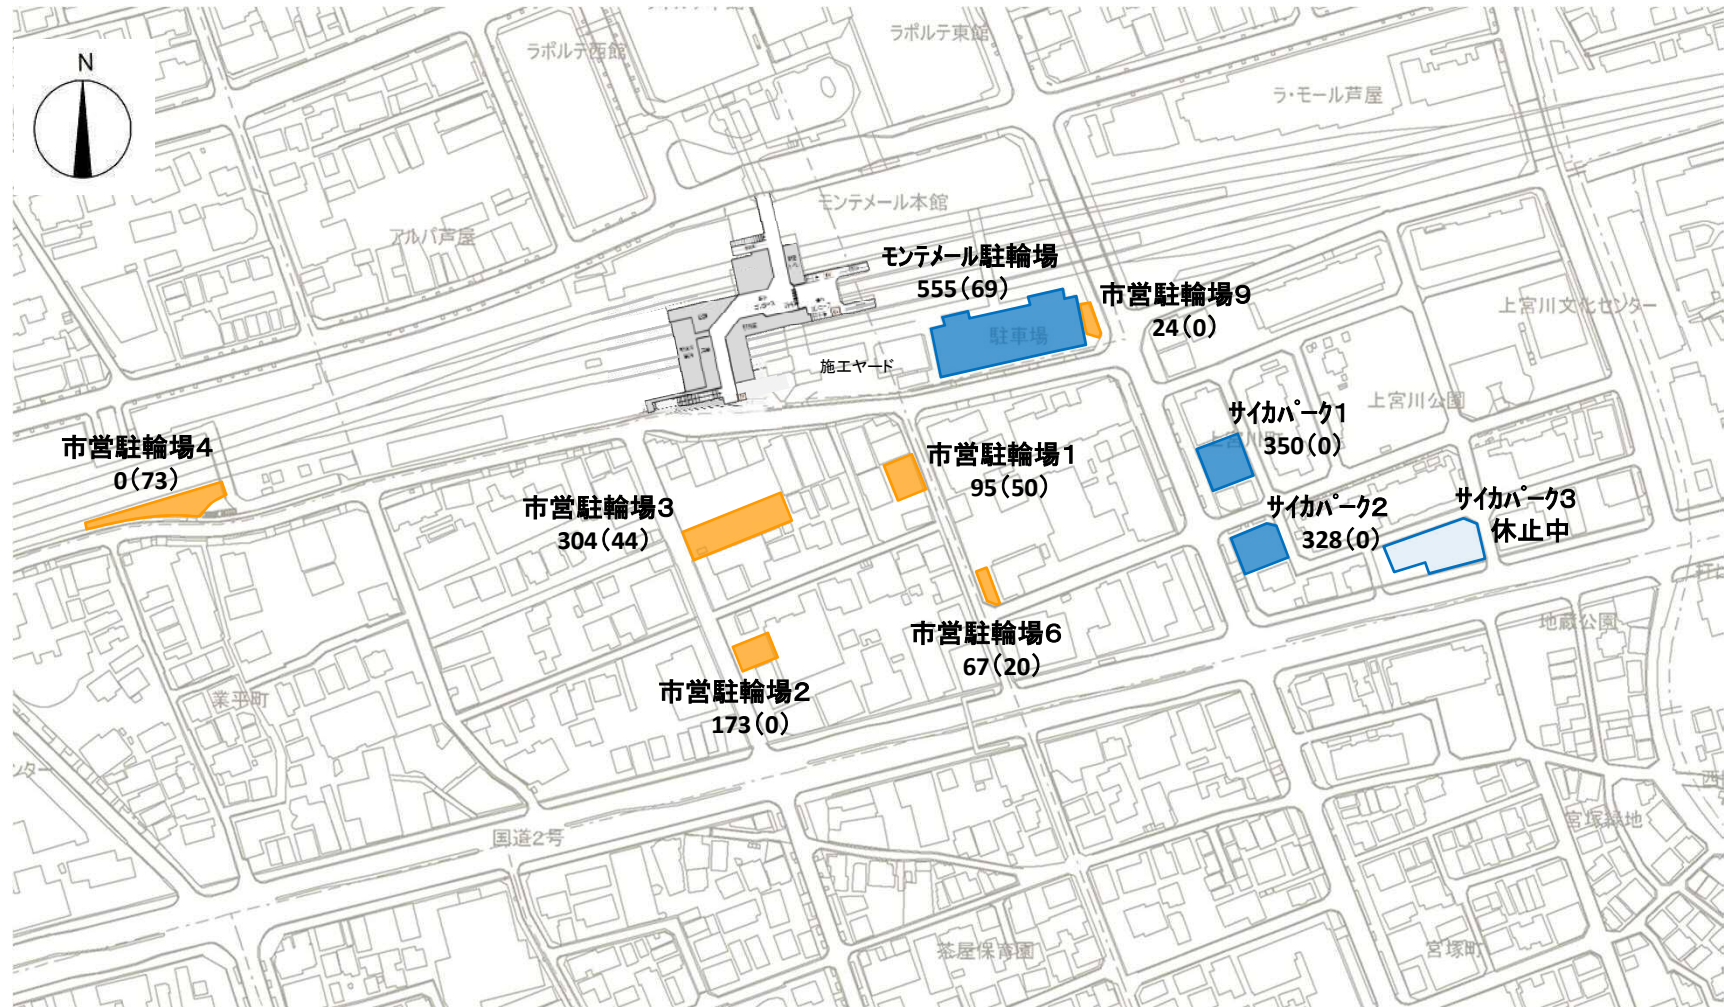 N
ラポルテ西館
ラポルテ東館
ラ・モール芦屋
モンテメール本館
アルパ芦屋
モンテメール駐輪場
555(69)
駐車場
市営駐輪場9
24(0)
上宮川文化センター
施工ヤード
上宮川公園
サイカパーク1
350(0)
市営駐輪場4
0(73)
市営駐輪場3
304(44)
市営駐輪場1
95(50)
サイカパーク2
328(0)
サイカパーク3
休止中
市営駐輪場6
67(20)
地蔵公園
市営駐輪場2
173(0)
業平町
国道2号
宮塚緑地
茶屋保育園
宮塚町